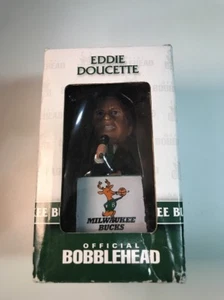 EDDIE
DOUCETTE
MILWAUKEE
BUCKS
OFFICIAL
BOBBLEHEAD